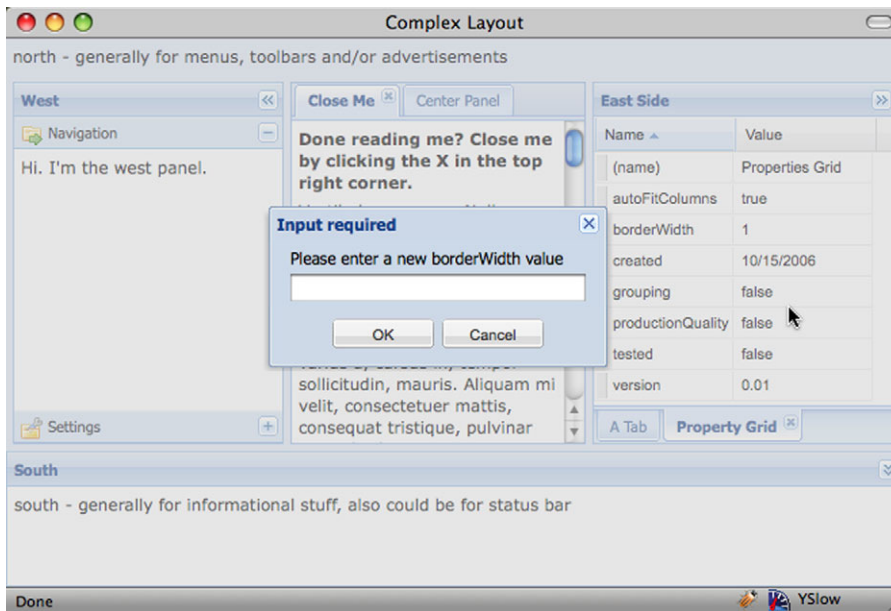 Complex Layout
north - generally for menus, toolbars and/or advertisements
West
Navigation
Hi. I'm the west panel.
Settings
Close Me
Center Panel
Done reading me? Close me
by clicking the X in the top
right corner.
Input required
Please enter a new borderWidth value
OK
Cancel
sollicitudin, mauris. Aliquam mi
velit, consectetuer mattis,
consequat tristique, pulvinar
East Side
Name Value
(name) Properties Grid
autoFitColumns true
borderWidth 1
created 10/15/2006
grouping false
productionQuality false
tested false
version 0.01
A Tab
Property Grid
South
south - generally for informational stuff, also could be for status bar
Done
YSlow